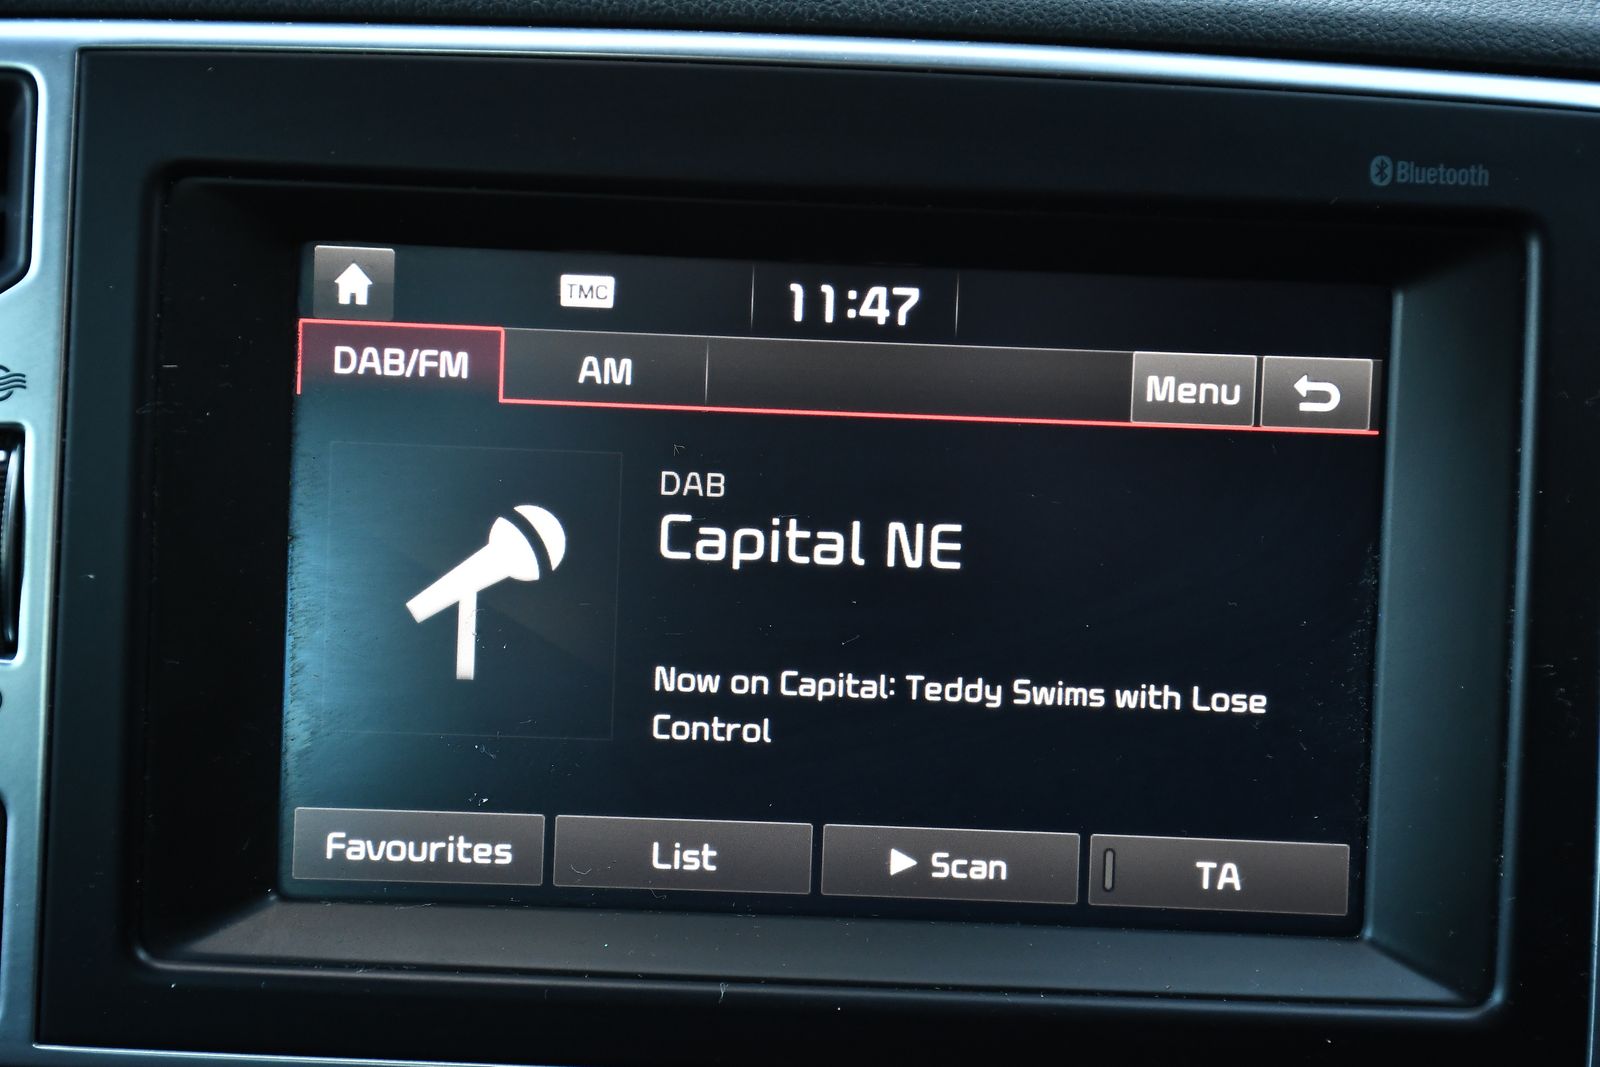 Bluetooth
TMC
11:47
DAB/FM
AM
Menu
DAB
Capital NE
Now on Capital: Teddy Swims with Lose
Control
Favourites
List
Scan
TA